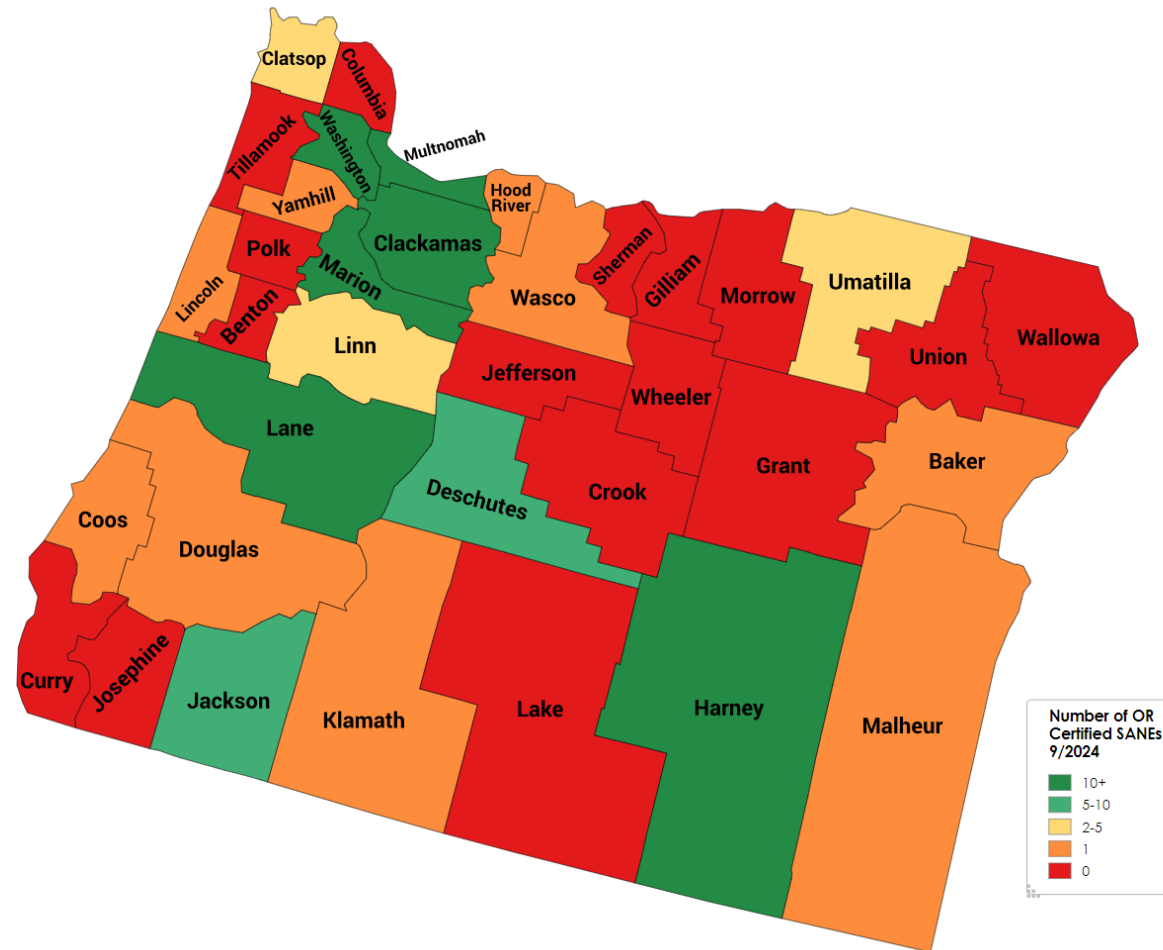 Clatsop
Columbia
Tillamook
Washington
Multnomah
Yamhill
Hood
River
Clackamas
Polk
Marion
Lincoln
Benton
Wasco
Sherman
Gilliam
Morrow
Umatilla
Union
Wallowa
Linn
Jefferson
Wheeler
Lane
Deschutes
Crook
Grant
Baker
Coos
Douglas
Curry
Josephine
Jackson
Klamath
Lake
Harney
Malheur
Number of OR
Certified SANEs
9/2024
10+
5-10
2-5
1
0